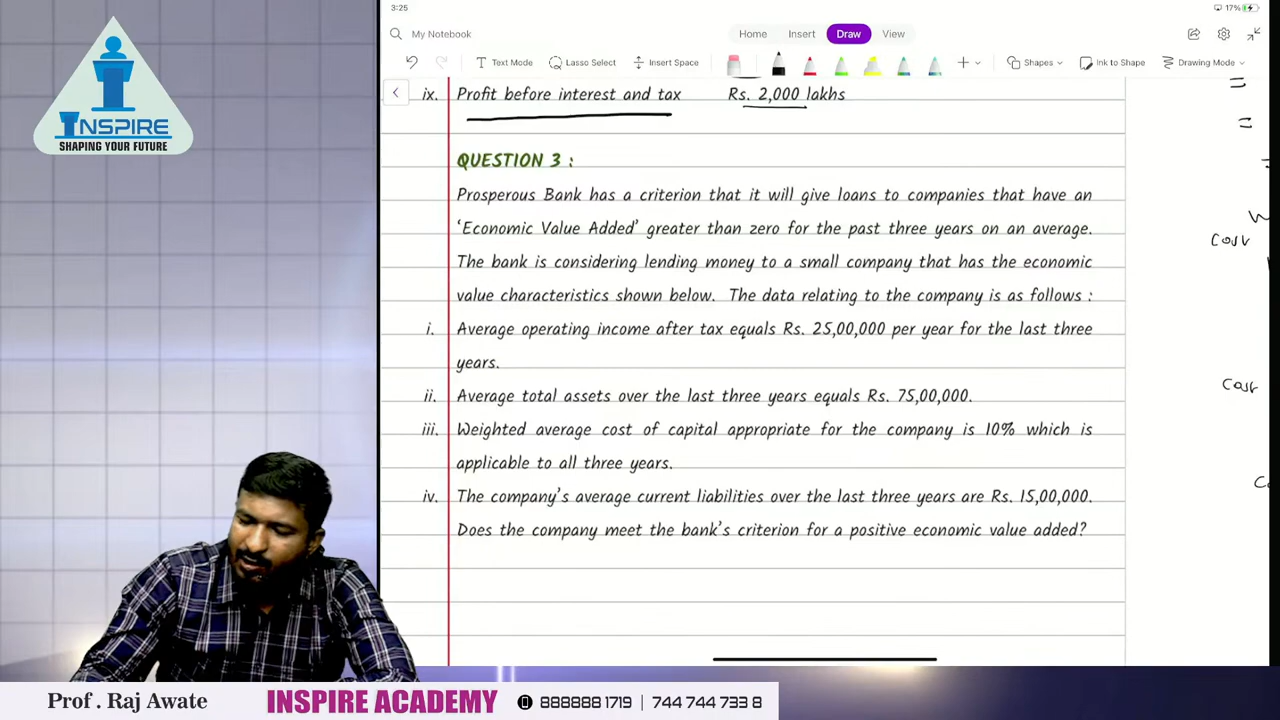 3:25
17%
INSPIRE
SHAPING YOUR FUTURE
My Notebook
Home Insert Draw View
Text Mode Lasso Select Insert Space Shapes Ink to Shape Drawing Mode
ix. Profit before interest and tax Rs. 2,000 lakhs
QUESTION 3 :
Prosperous Bank has a criterion that it will give loans to companies that have an
‘Economic Value Added’ greater than zero for the past three years on an average.
The bank is considering lending money to a small company that has the economic
value characteristics shown below. The data relating to the company is as follows :
i. Average operating income after tax equals Rs. 25,00,000 per year for the last three
years.
ii. Average total assets over the last three years equals Rs. 75,00,000.
iii. Weighted average cost of capital appropriate for the company is 10% which is
applicable to all three years.
iv. The company’s average current liabilities over the last three years are Rs. 15,00,000.
Does the company meet the bank’s criterion for a positive economic value added?
Cost
Cost
Prof . Raj Awate INSPIRE ACADEMY 888888 1719 | 744 744 733 8